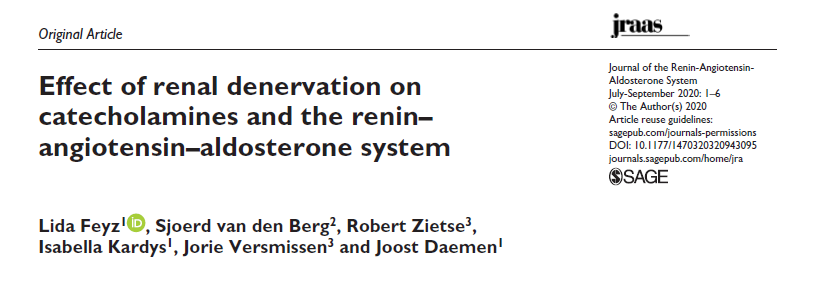 Original Article
jraas
Effect of renal denervation on
catecholamines and the renin–
angiotensin–aldosterone system
Journal of the Renin-Angiotensin-
Aldosterone System
July-September 2020: 1–6
© The Author(s) 2020
Article reuse guidelines:
sagepub.com/journals-permissions
DOI: 10.1177/1470320320943095
journals.sagepub.com/home/jra
SAGE
Lida Feyz¹ iD, Sjoerd van den Berg², Robert Zietse³,
Isabella Kardys¹, Jorie Versmissen³ and Joost Daemen¹